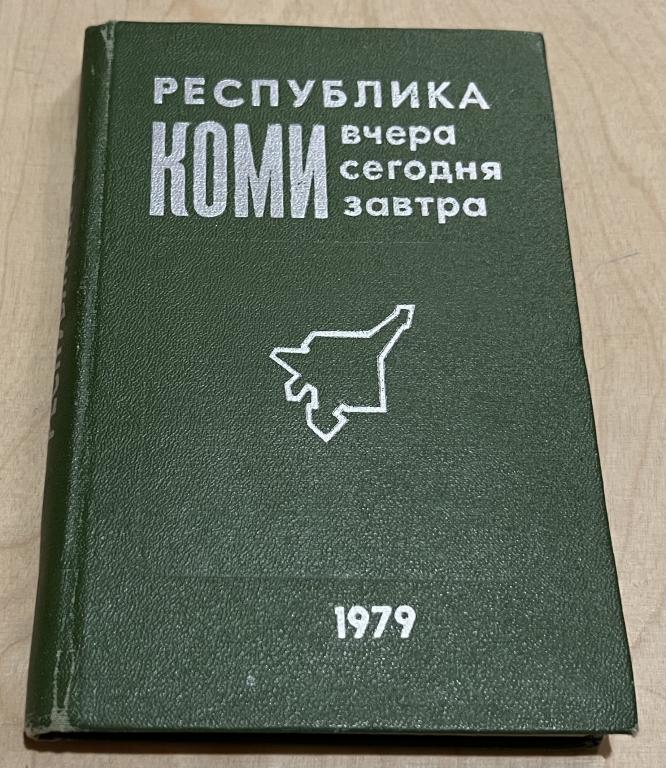 РЕСПУБЛИКА
КОМИ
вчера
сегодня
завтра
1979